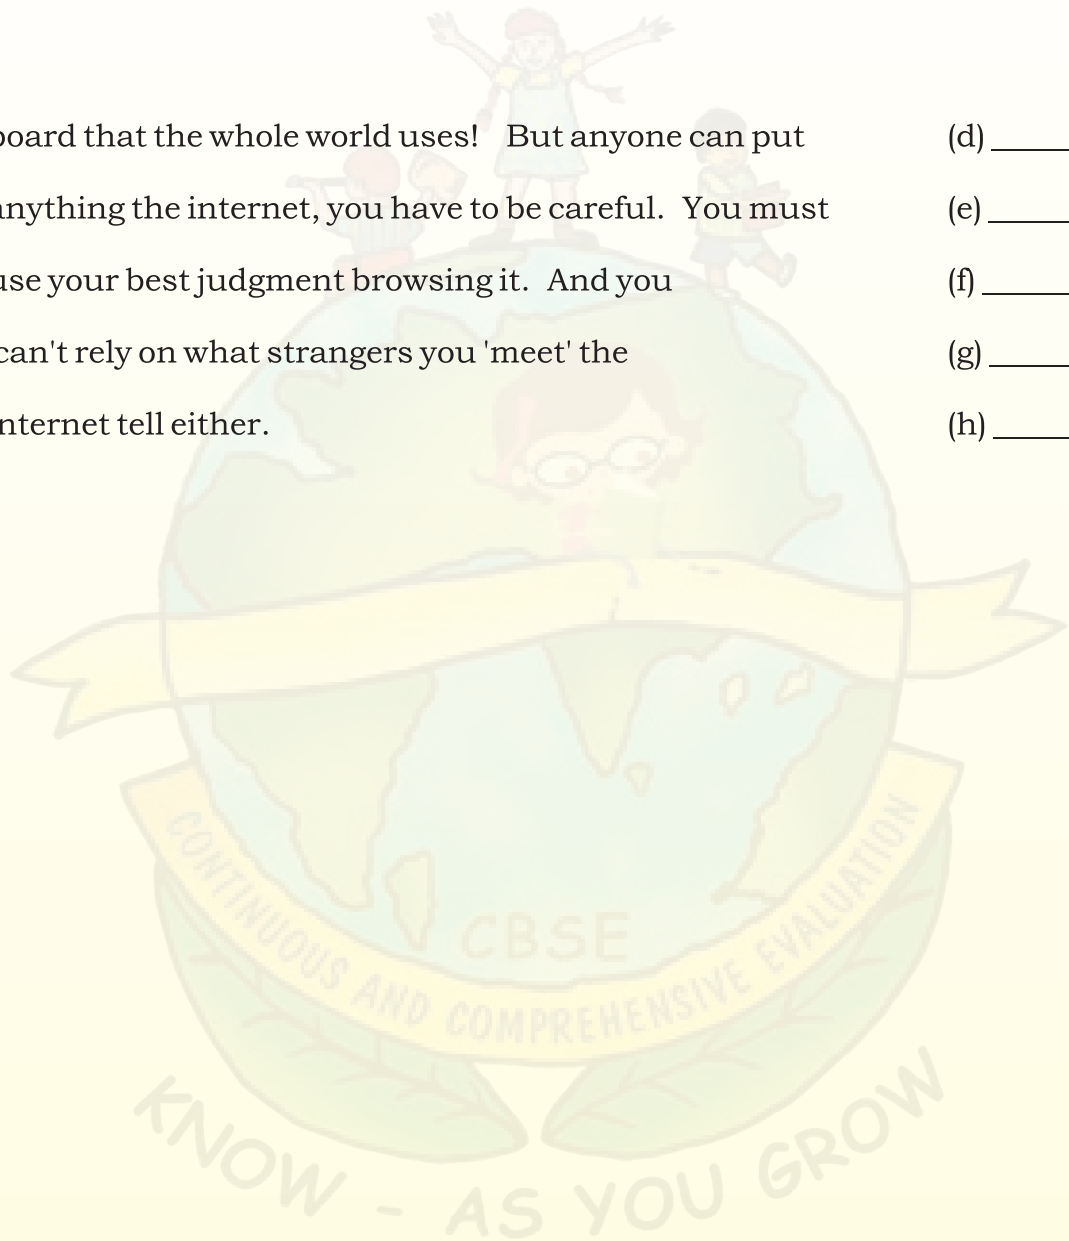 board that the whole world uses! But anyone can put (d)
anything the internet, you have to be careful. You must (e)
use your best judgment browsing it. And you (f)
can't rely on what strangers you 'meet' the (g)
nternet tell either. (h)
CBSE
CONTINUOUS AND COMPREHENSIVE EVALUATION
KNOW - AS YOU GROW